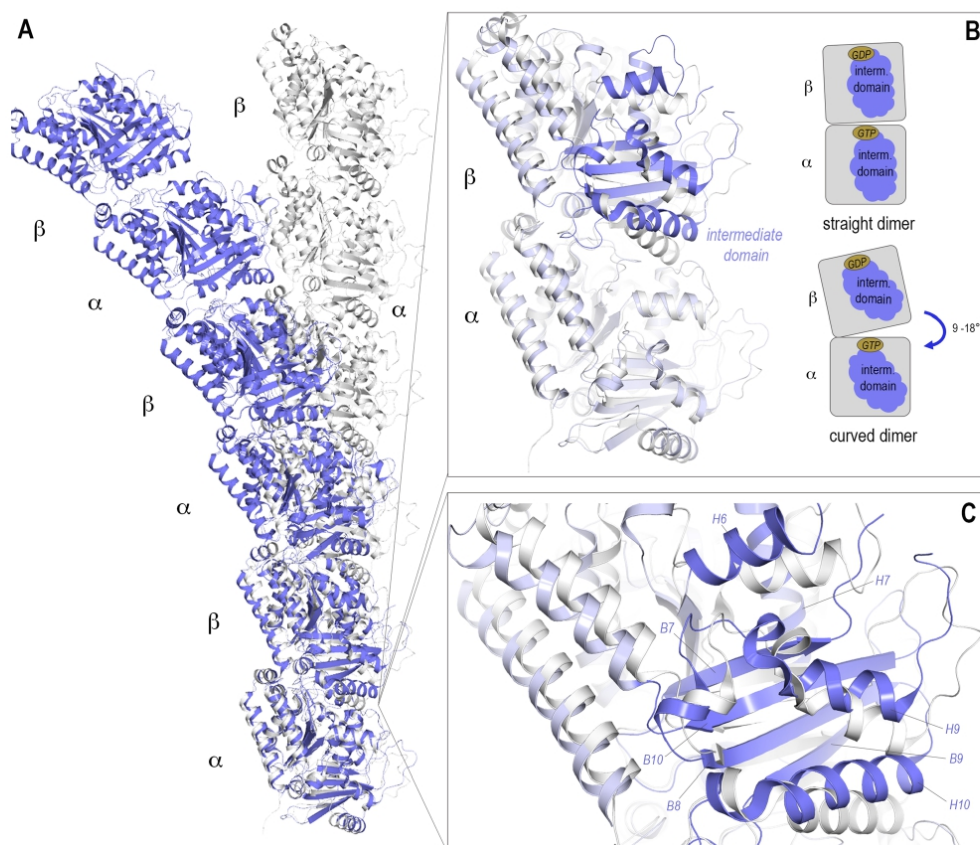 A
β
β
α
α
β
α
β
α
B
β
α
intermediate
domain
GDP
interm.
domain
β
GTP
interm.
domain
α
straight dimer
GDP
interm.
domain
β
9 -18°
GTP
interm.
domain
α
curved dimer
C
H6
H7
B7
H9
B10
B9
B8
H10